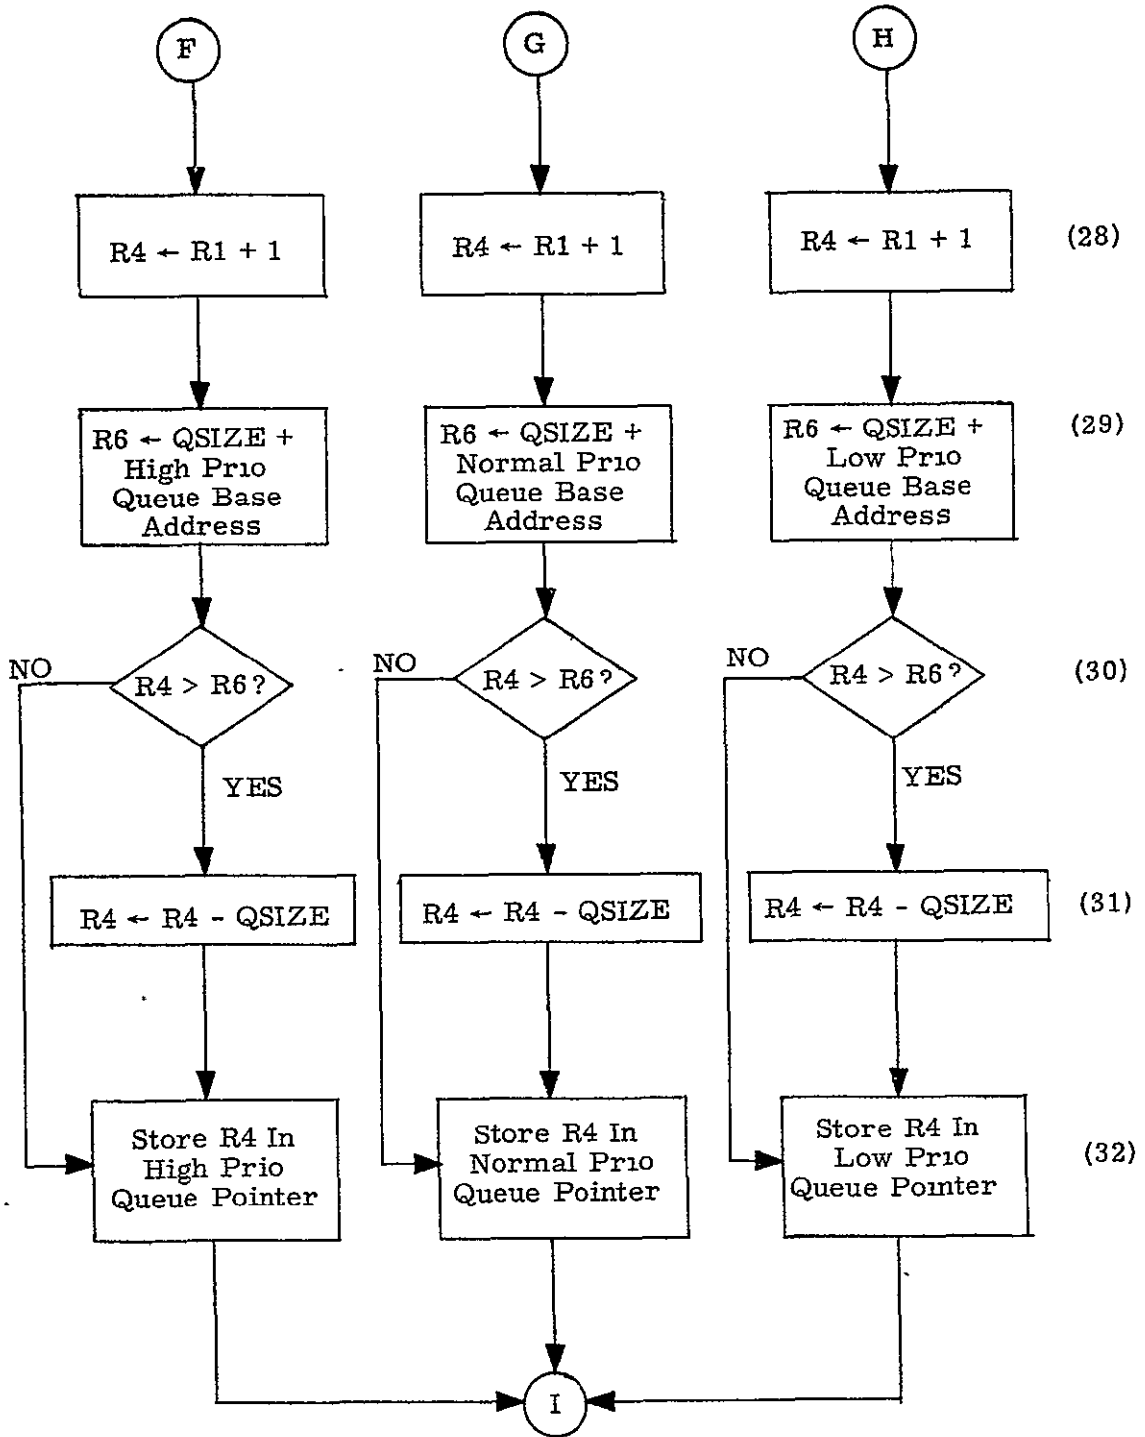 F
G
H
R4 ← R1 + 1
R4 ← R1 + 1
R4 ← R1 + 1
(28)
R6 ← QSIZE +
High Prio
Queue Base
Address
R6 ← QSIZE +
Normal Prio
Queue Base
Address
R6 ← QSIZE +
Low Prio
Queue Base
Address
(29)
NO
R4 > R6?
YES
NO
R4 > R6?
YES
NO
R4 > R6?
YES
(30)
R4 ← R4 - QSIZE
R4 ← R4 - QSIZE
R4 ← R4 - QSIZE
(31)
Store R4 In
High Prio
Queue Pointer
Store R4 In
Normal Prio
Queue Pointer
Store R4 In
Low Prio
Queue Pointer
(32)
I